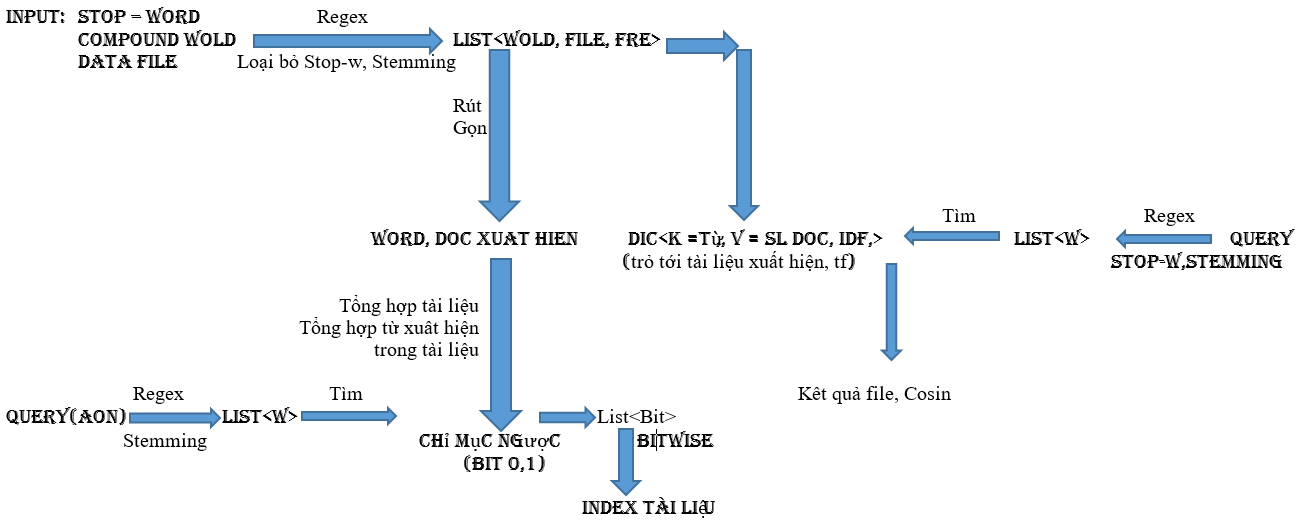 INPUT: STOP = WORD
COMPOUND WOLD
DATA FILE
Regex
Loại bỏ Stop-w, Stemming
LIST<WOLD, FILE, FRE>
Rút
Gọn
WORD, DOC XUAT HIEN
DIC<K =Từ, V = SL DOC, IDF,>
(trỏ tới tài liệu xuất hiện, tf)
Tìm
LIST<W>
Regex
QUERY
STOP-W,STEMMING
Tổng hợp tài liệu
Tổng hợp từ xuât hiện
trong tài liệu
Kêt quả file, Cosin
QUERY(AON)
Regex
Stemming
LIST<W>
Tìm
CHỉ MụC NGượC
(BIT 0,1)
List<Bit>
BITWISE
INDEX TÀI LIệU